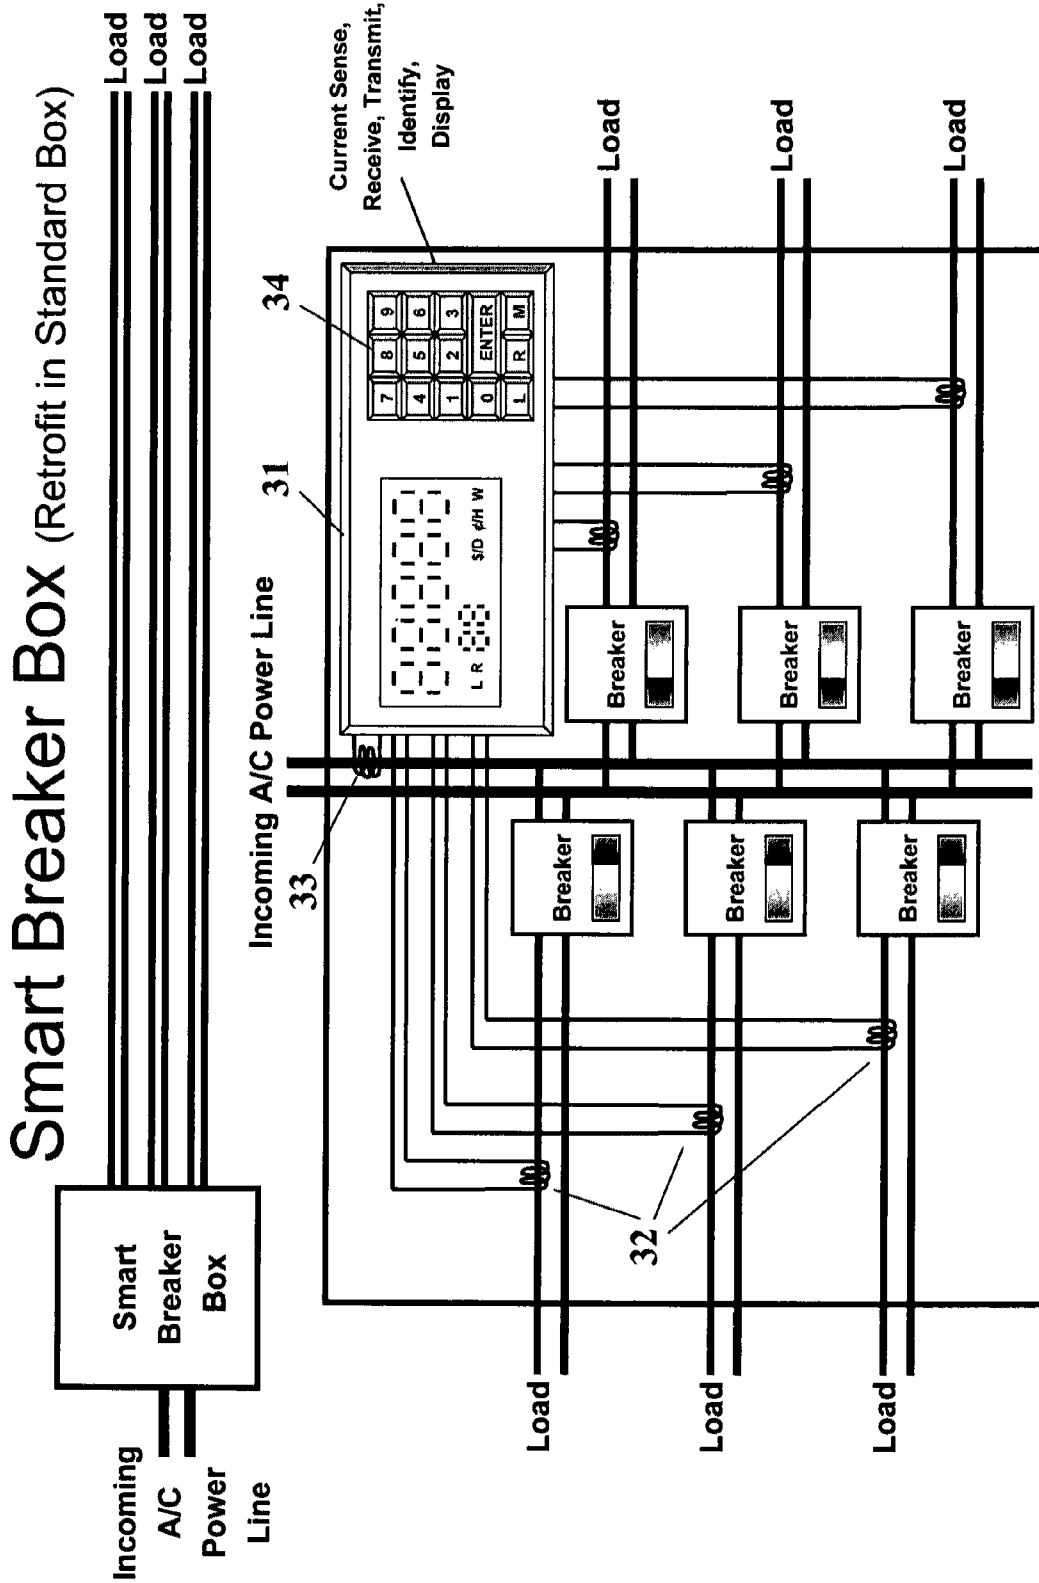 Smart Breaker Box (Retrofit in Standard Box)
Incoming
A/C
Power
Line
Smart
Breaker
Box
Load
Load
Load
Incoming A/C Power Line
33
31
34
Current Sense,
Receive, Transmit,
Identify,
Display
7 8 9
4 5 6
1 2 3
0 ENTER
L R M
L R $/D ¢/H W
Load
Breaker
Breaker
Load
32
Load
Breaker
Breaker
Load
Load
Breaker
Breaker
Load